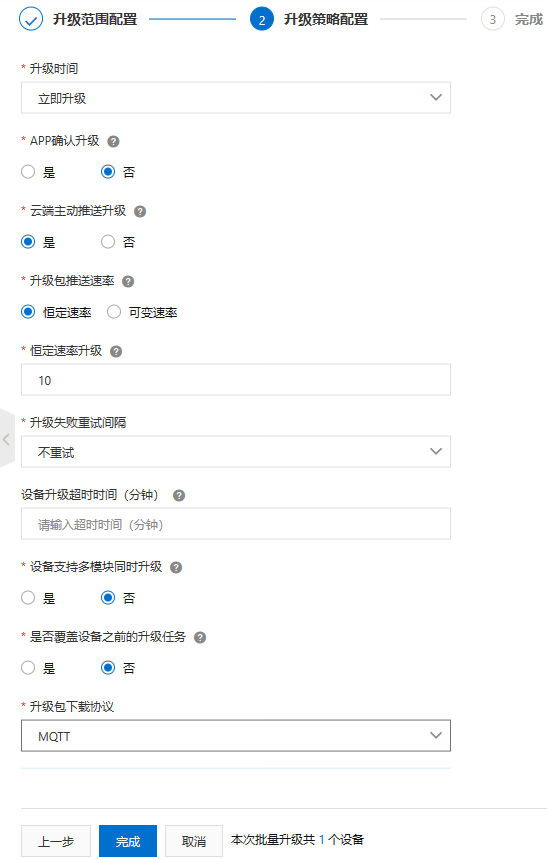 升级范围配置 2 升级策略配置 3 完成
* 升级时间
立即升级
* APP确认升级 ?
是 否
* 云端主动推送升级 ?
是 否
* 升级包推送速率 ?
恒定速率 可变速率
* 恒定速率升级 ?
10
* 升级失败重试间隔
不重试
设备升级超时时间（分钟） ?
请输入超时时间（分钟）
* 设备支持多模块同时升级 ?
是 否
* 是否覆盖设备之前的升级任务 ?
是 否
* 升级包下载协议
MQTT
上一步 完成 取消 本次批量升级共 1 个设备